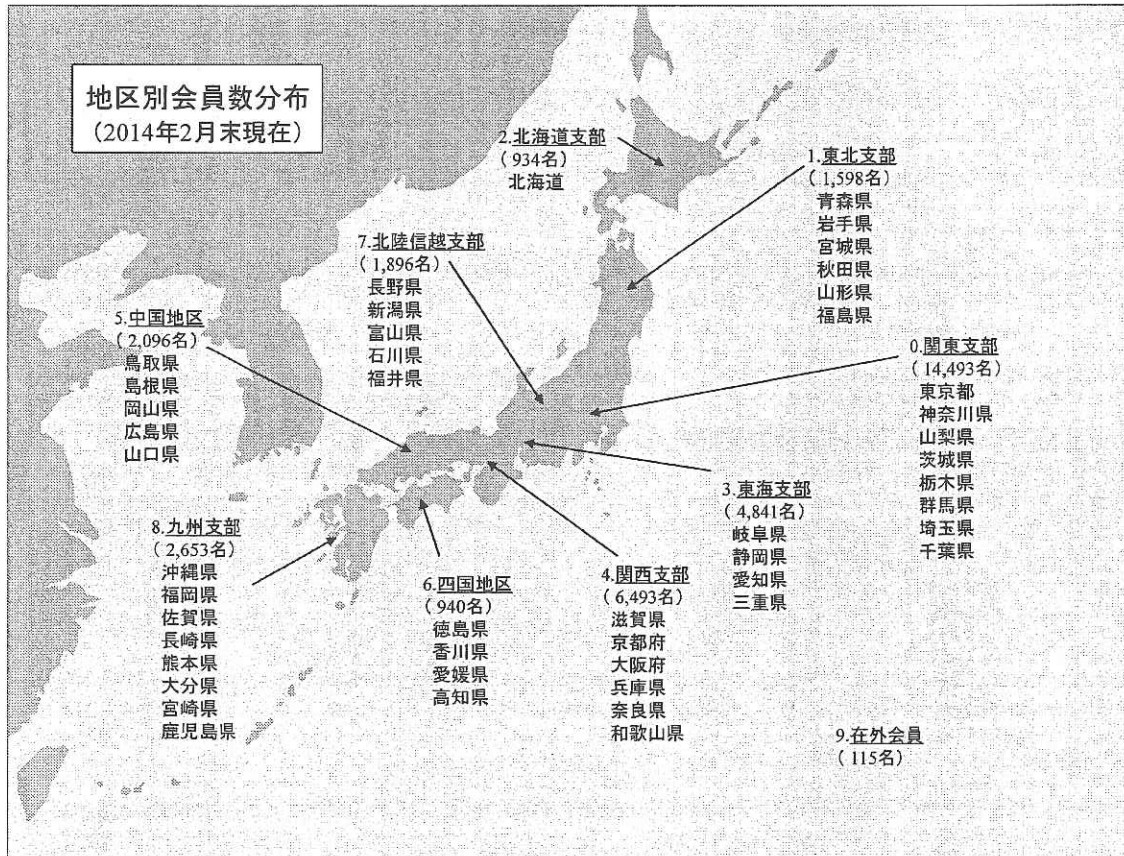 地区別会員数分布
(2014年2月末現在)
2.北海道支部
( 934名)
北海道
1.東北支部
( 1,598名)
青森県
岩手県
宮城県
秋田県
山形県
福島県
7.北陸信越支部
( 1,896名)
長野県
新潟県
富山県
石川県
福井県
5.中国地区
( 2,096名)
鳥取県
島根県
岡山県
広島県
山口県
0.関東支部
( 14,493名)
東京都
神奈川県
山梨県
茨城県
栃木県
群馬県
埼玉県
千葉県
3.東海支部
( 4,841名)
岐阜県
静岡県
愛知県
三重県
8.九州支部
( 2,653名)
沖縄県
福岡県
佐賀県
長崎県
熊本県
大分県
宮崎県
鹿児島県
6.四国地区
( 940名)
徳島県
香川県
愛媛県
高知県
4.関西支部
( 6,493名)
滋賀県
京都府
大阪府
兵庫県
奈良県
和歌山県
9.在外会員
( 115名)